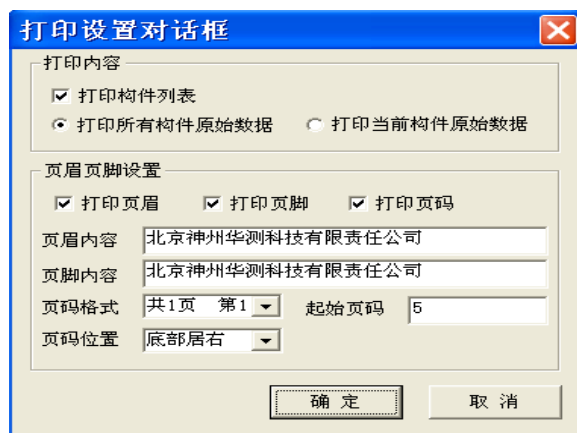 打印设置对话框
打印内容
打印构件列表
打印所有构件原始数据 打印当前构件原始数据
页眉页脚设置
打印页眉 打印页脚 打印页码
页眉内容 北京神州华测科技有限责任公司
页脚内容 北京神州华测科技有限责任公司
页码格式 共1页 第1 起始页码 5
页码位置 底部居右
确定 取消